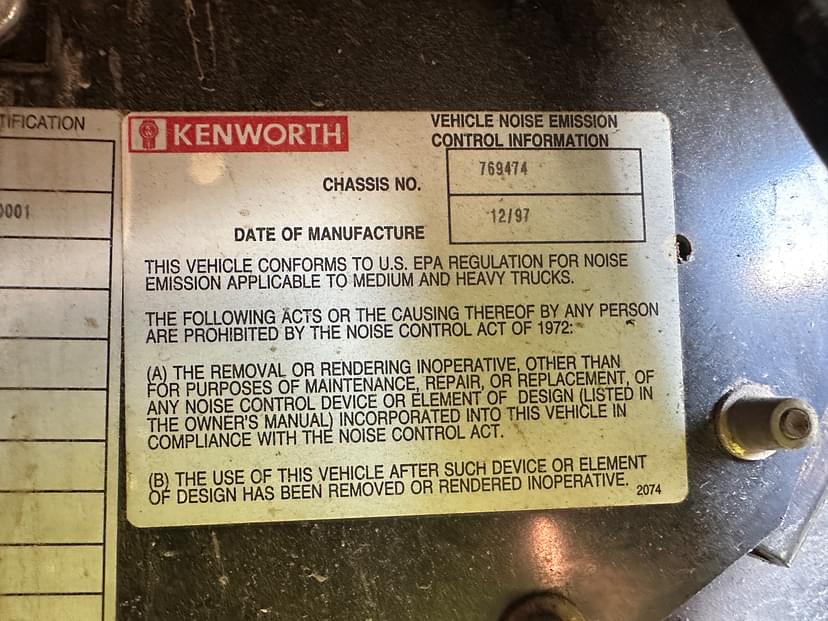 TIFICATION
0001
KENWORTH
VEHICLE NOISE EMISSION
CONTROL INFORMATION
CHASSIS NO.
769474
DATE OF MANUFACTURE
12/97
THIS VEHICLE CONFORMS TO U.S. EPA REGULATION FOR NOISE
EMISSION APPLICABLE TO MEDIUM AND HEAVY TRUCKS.
THE FOLLOWING ACTS OR THE CAUSING THEREOF BY ANY PERSON
ARE PROHIBITED BY THE NOISE CONTROL ACT OF 1972:
(A) THE REMOVAL OR RENDERING INOPERATIVE, OTHER THAN
FOR PURPOSES OF MAINTENANCE, REPAIR, OR REPLACEMENT, OF
ANY NOISE CONTROL DEVICE OR ELEMENT OF DESIGN (LISTED IN
THE OWNER'S MANUAL) INCORPORATED INTO THIS VEHICLE IN
COMPLIANCE WITH THE NOISE CONTROL ACT.
(B) THE USE OF THIS VEHICLE AFTER SUCH DEVICE OR ELEMENT
OF DESIGN HAS BEEN REMOVED OR RENDERED INOPERATIVE.
2074